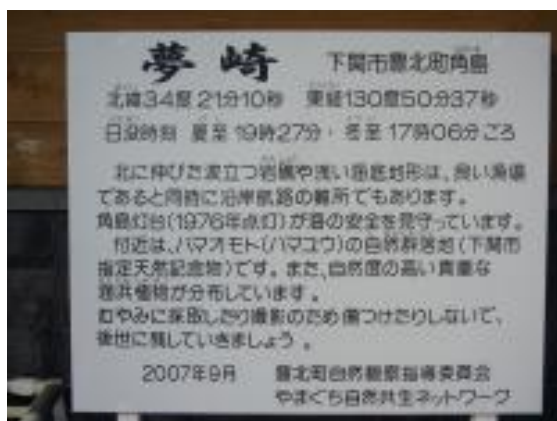 夢崎 下関市豊北町角島
北緯34度21分10秒 東経130度50分37秒
日没時刻 夏至19時27分・冬至17時06分ごろ
北に伸びた波立つ岩礁や浅い海底地形は、良い漁場
であると同時に沿岸航路の難所でもあります。
角島灯台(1976年点灯)が海の安全を見守っています。
付近は、ハマオモト(ハマユウ)の自然群落地(下関市
指定天然記念物)です。また、自然度の高い貴重な
海浜植物が分布しています。
むやみに採取したり撮影のため傷つけたりしないで、
後世に残していきましょう。
2007年9月 豊北町自然観察指導委員会
やまぐち自然共生ネットワーク